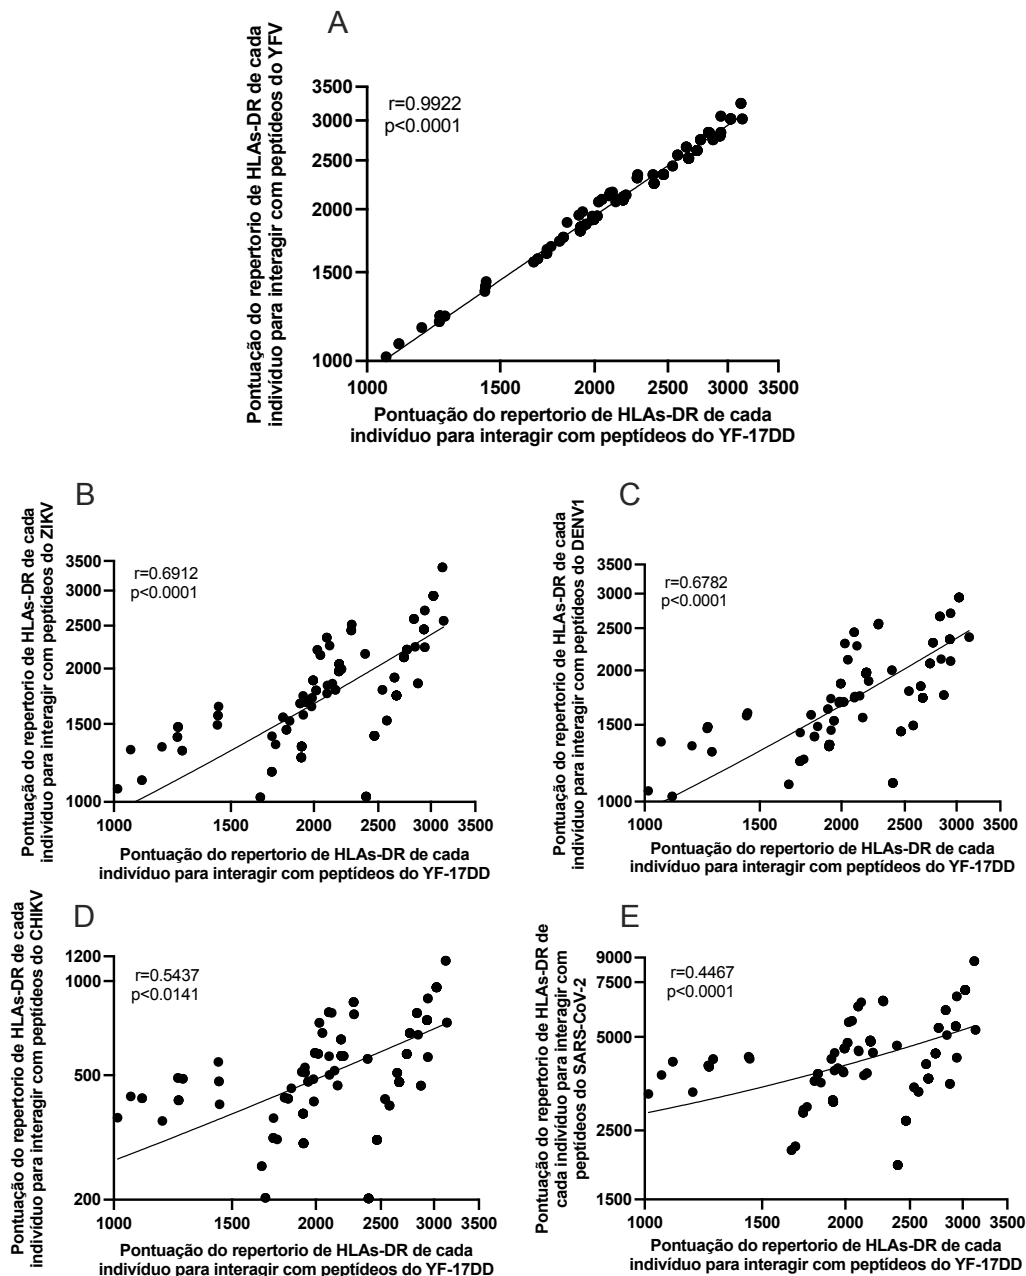 A
Pontuação do repertorio de HLAs-DR de cada
indivíduo para interagir com peptídeos do YFV
r=0.9922
p<0.0001
3500
3000
2500
2000
1500
1000
1000 1500 2000 2500 3000 3500
Pontuação do repertorio de HLAs-DR de cada
indivíduo para interagir com peptídeos do YF-17DD
B
Pontuação do repertorio de HLAs-DR de cada
indivíduo para interagir com peptídeos do ZIKV
r=0.6912
p<0.0001
3500
3000
2500
2000
1500
1000
1000 1500 2000 2500 3000 3500
Pontuação do repertorio de HLAs-DR de cada
indivíduo para interagir com peptídeos do YF-17DD
C
Pontuação do repertorio de HLAs-DR de cada
indivíduo para interagir com peptídeos do DENV1
r=0.6782
p<0.0001
3500
3000
2500
2000
1500
1000
1000 1500 2000 2500 3000 3500
Pontuação do repertorio de HLAs-DR de cada
indivíduo para interagir com peptídeos do YF-17DD
D
Pontuação do repertorio de HLAs-DR de cada
indivíduo para interagir com peptídeos do CHIKV
r=0.5437
p<0.0141
1200
1000
500
200
1000 1500 2000 2500 3000 3500
Pontuação do repertorio de HLAs-DR de cada
indivíduo para interagir com peptídeos do YF-17DD
E
Pontuação do repertorio de HLAs-DR de
cada indivíduo para interagir com
peptídeos do SARS-CoV-2
r=0.4467
p<0.0001
9000
7500
5000
2500
1500
1000 1500 2000 2500 3000 3500
Pontuação do repertorio de HLAs-DR de cada
indivíduo para interagir com peptídeos do YF-17DD